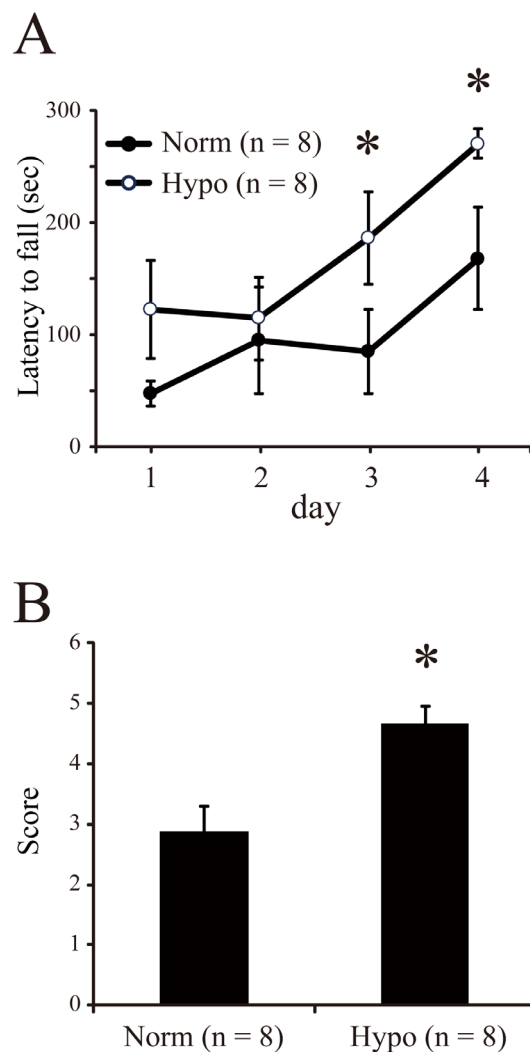 A
Latency to fall (sec)
300
200
100
0
Norm (n = 8)
Hypo (n = 8)
*
*
1 2 3 4
day
B
Score
6
5
4
3
2
1
0
*
Norm (n = 8) Hypo (n = 8)